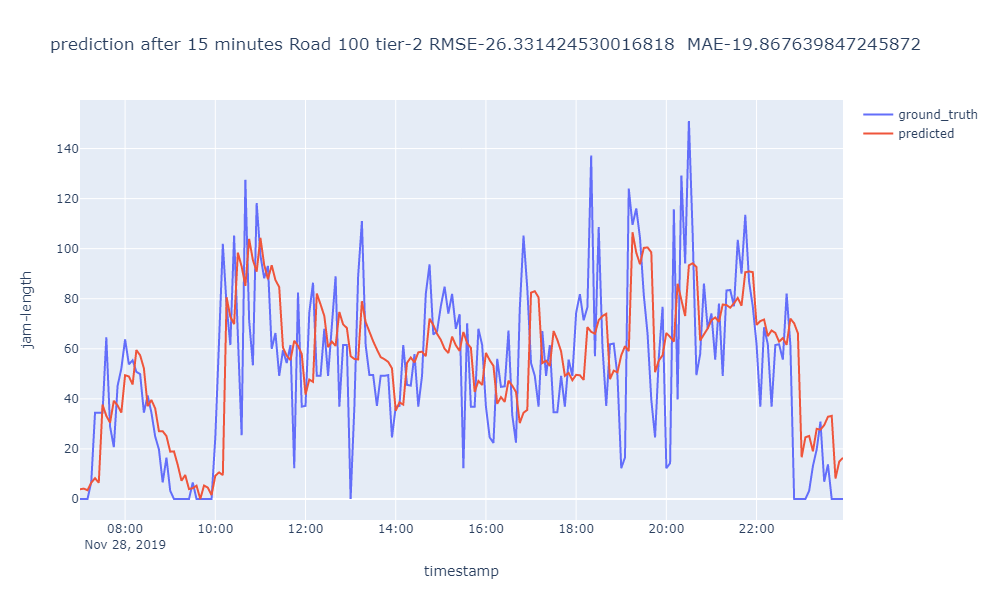 prediction after 15 minutes Road 100 tier-2 RMSE-26.331424530016818  MAE-19.867639847245872
ground_truth
predicted
jam-length
140
120
100
80
60
40
20
0
08:00 10:00 12:00 14:00 16:00 18:00 20:00 22:00
Nov 28, 2019
timestamp